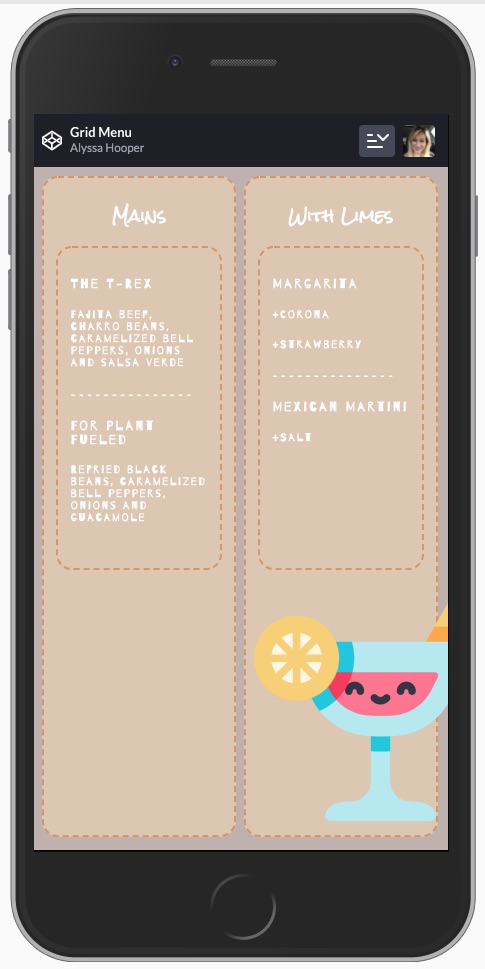 Grid Menu
Alyssa Hooper
Mains
THE T-REX
FAJITA BEEF,
CHARRO BEANS,
CARAMELIZED BELL
PEPPERS, ONIONS
AND SALSA VERDE
---------------
FOR PLANT
FUELED
REFRIED BLACK
BEANS, CARAMELIZED
BELL PEPPERS,
ONIONS AND
GUACAMOLE
With Limes
MARGARITA
+CORONA
+STRAWBERRY
---------------
MEXICAN MARTINI
+SALT